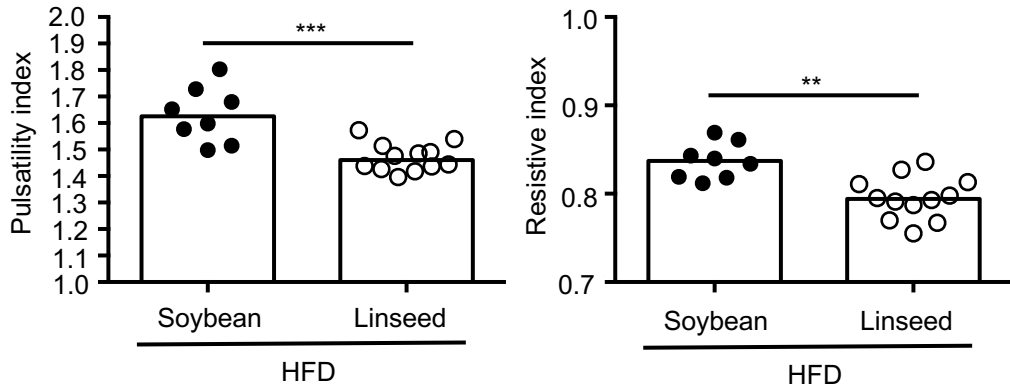 Pulsatility index
2.0
1.9
1.8
1.7
1.6
1.5
1.4
1.3
1.2
1.1
1.0
***
Soybean
Linseed
HFD
Resistive index
1.0
0.9
0.8
0.7
**
Soybean
Linseed
HFD